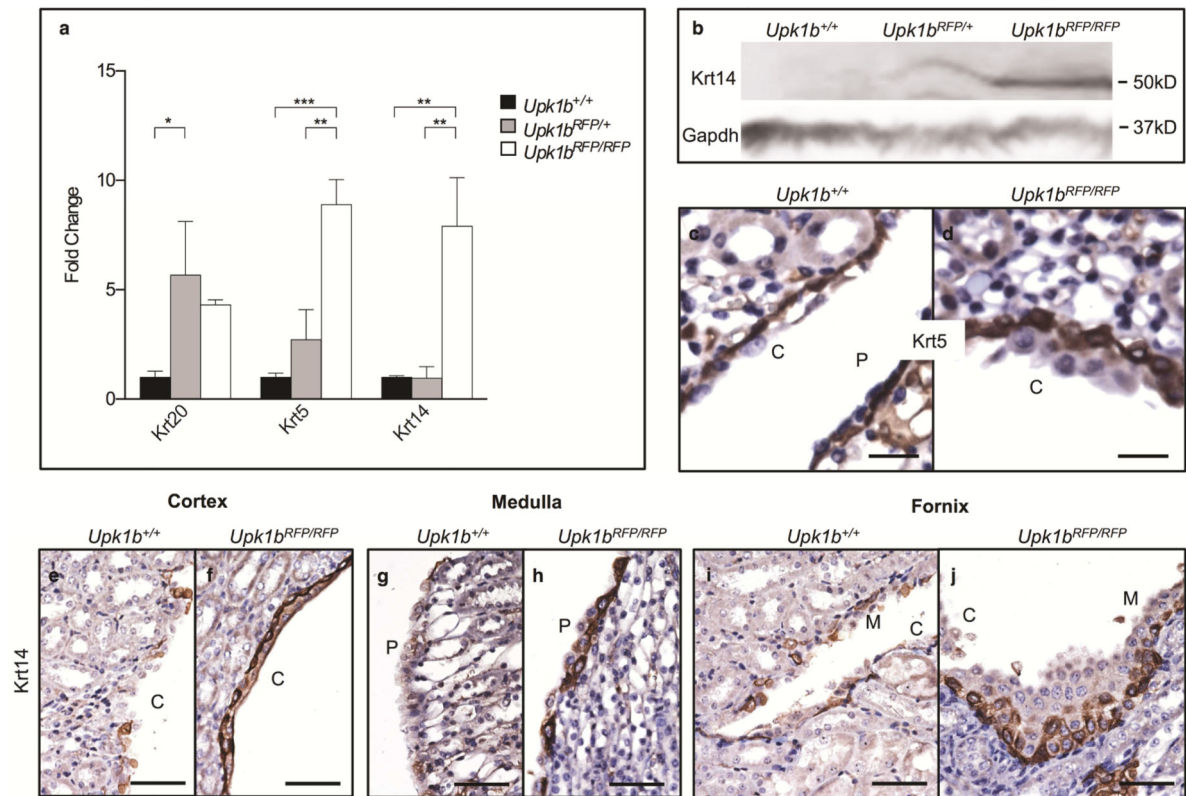 a
15
10
5
0
Fold Change
*
***
**
**
**
Upk1b+/+
Upk1bRFP/+
Upk1bRFP/RFP
Krt20
Krt5
Krt14
b
Upk1b+/+ Upk1bRFP/+ Upk1bRFP/RFP
Krt14
– 50kD
Gapdh
– 37kD
Upk1b+/+ Upk1bRFP/RFP
c
C
P
Krt5
d
C
Cortex
Medulla
Fornix
Upk1b+/+ Upk1bRFP/RFP
Upk1b+/+ Upk1bRFP/RFP
Upk1b+/+ Upk1bRFP/RFP
Krt14
e
C
f
C
g
P
h
P
i
M
C
j
C
M